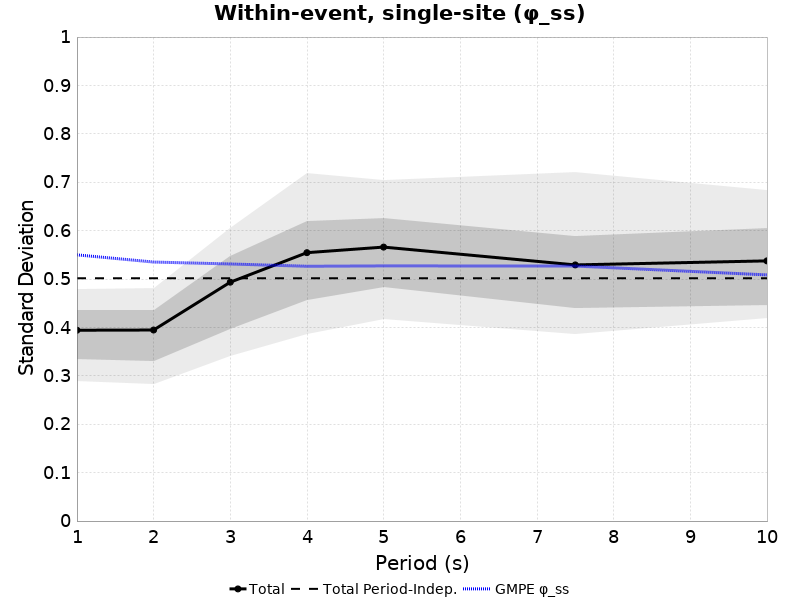 Within-event, single-site (φ_ss)
1
0.9
0.8
0.7
0.6
0.5
0.4
0.3
0.2
0.1
0
Standard Deviation
1 2 3 4 5 6 7 8 9 10
Period (s)
Total Total Period-Indep. GMPE φ_ss